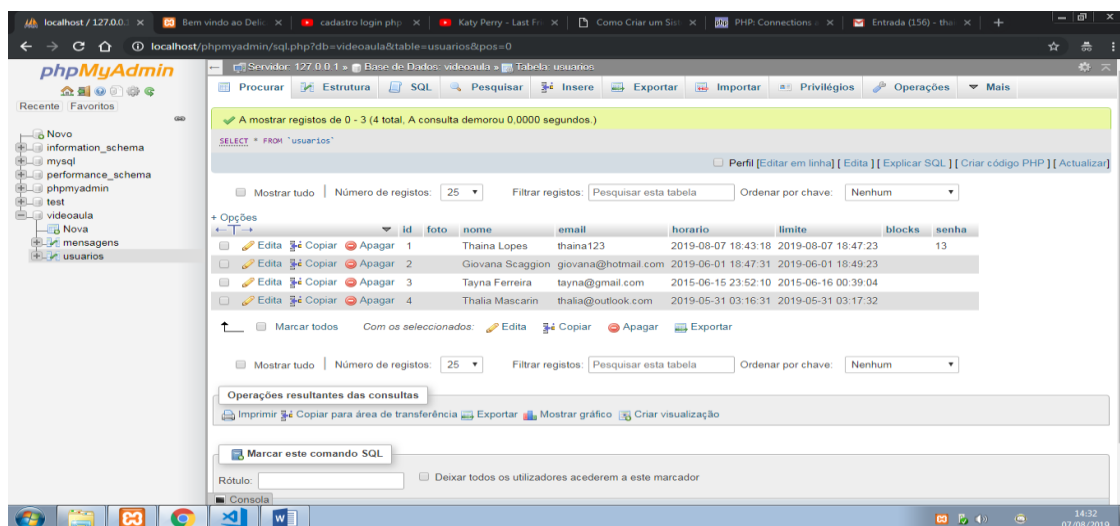 localhost / 127.0.0.1
Bem vindo ao Delic
cadastro login php
Katy Perry - Last Fri
Como Criar um Sist
PHP: Connections
Entrada (156) - tha
localhost/phpmyadmin/sql.php?db=videoaula&table=usuarios&pos=0
phpMyAdmin
Recente Favoritos
Novo
information_schema
mysql
performance_schema
phpmyadmin
test
videoaula
Nova
mensagens
usuarios
Servidor: 127.0.0.1 » Base de Dados: videoaula » Tabela: usuarios
Procurar Estrutura SQL Pesquisar Insere Exportar Importar Privilégios Operações Mais
A mostrar registos de 0 - 3 (4 total, A consulta demorou 0,0000 segundos.)
SELECT * FROM `usuarios`
Perfil [Editar em linha] [ Edita ] [ Explicar SQL ] [ Criar código PHP ] [ Actualizar]
Mostrar tudo | Número de registos: 25 Filtrar registos: Pesquisar esta tabela Ordenar por chave: Nenhum
+ Opções
←T→ id foto nome email horario limite blocks senha
Edita Copiar Apagar 1 Thaina Lopes thaina123 2019-08-07 18:43:18 2019-08-07 18:47:23 13
Edita Copiar Apagar 2 Giovana Scaggion giovana@hotmail.com 2019-06-01 18:47:31 2019-06-01 18:49:23
Edita Copiar Apagar 3 Tayna Ferreira tayna@gmail.com 2015-06-15 23:52:10 2015-06-16 00:39:04
Edita Copiar Apagar 4 Thalia Mascarin thalia@outlook.com 2019-05-31 03:16:31 2019-05-31 03:17:32
Marcar todos Com os seleccionados: Edita Copiar Apagar Exportar
Mostrar tudo | Número de registos: 25 Filtrar registos: Pesquisar esta tabela Ordenar por chave: Nenhum
Operações resultantes das consultas
Imprimir Copiar para área de transferência Exportar Mostrar gráfico Criar visualização
Marcar este comando SQL
Rótulo: Deixar todos os utilizadores acederem a este marcador
Consola
14:32
07/08/2019